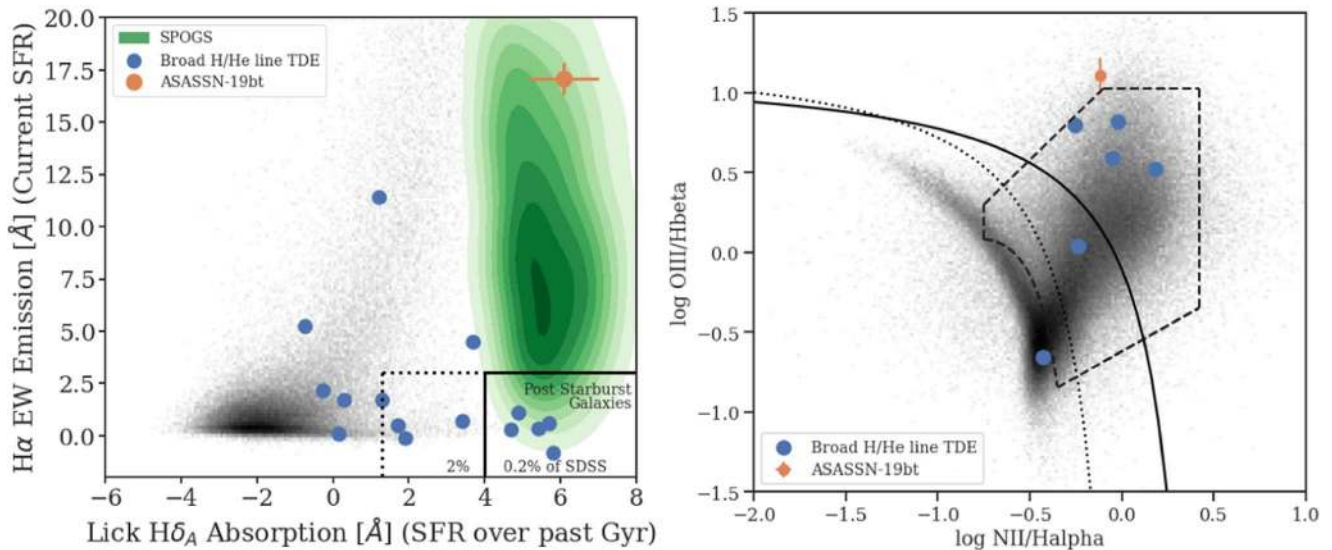 20.0
17.5
15.0
12.5
10.0
7.5
5.0
2.5
0.0
Hα EW Emission [Å] (Current SFR)
SPOGS
Broad H/He line TDE
ASASSN-19bt
Post Starburst
Galaxies
2%
0.2% of SDSS
−6
−4
−2
0
2
4
6
8
Lick Hδ_A Absorption [Å] (SFR over past Gyr)
1.5
1.0
0.5
0.0
−0.5
−1.0
−1.5
log OIII/Hbeta
Broad H/He line TDE
ASASSN-19bt
−2.0
−1.5
−1.0
−0.5
0.0
0.5
1.0
log NII/Halpha